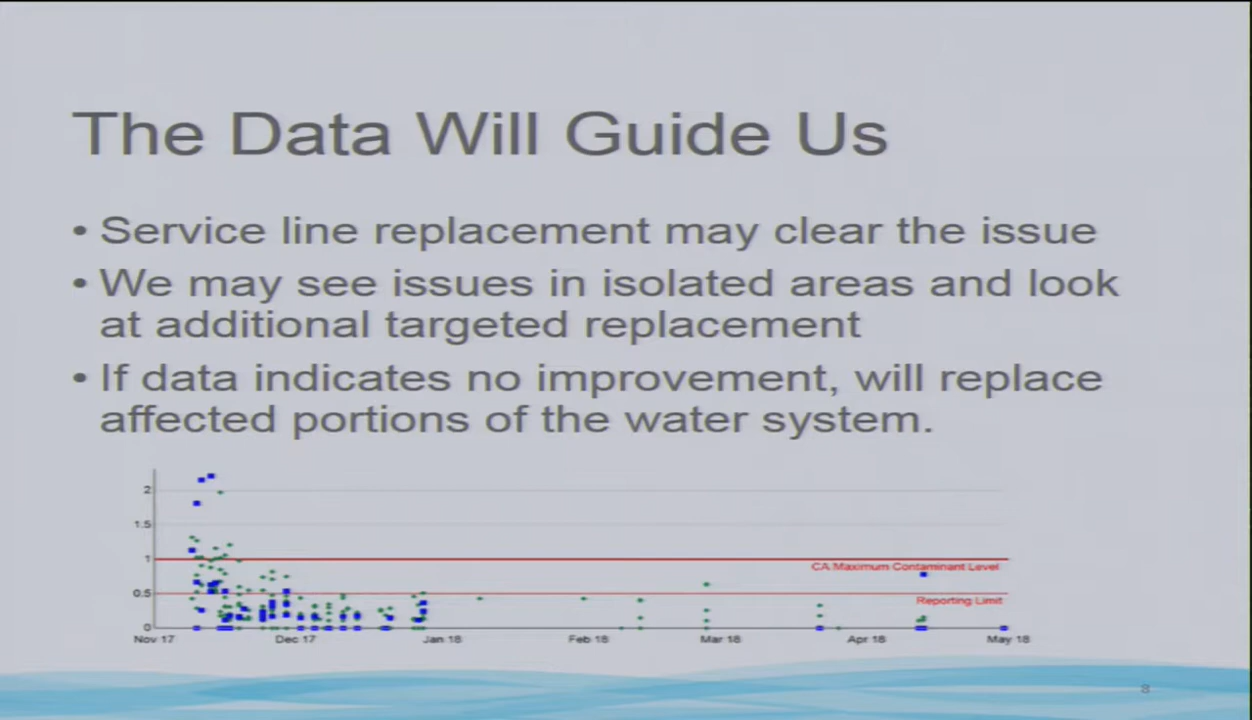 The Data Will Guide Us
• Service line replacement may clear the issue
• We may see issues in isolated areas and look
at additional targeted replacement
• If data indicates no improvement, will replace
affected portions of the water system.
2
1.5
1
CA Maximum Contaminant Level
0.5
Reporting Limit
0
Nov 17 Dec 17 Jan 18 Feb 18 Mar 18 Apr 18 May 18
8